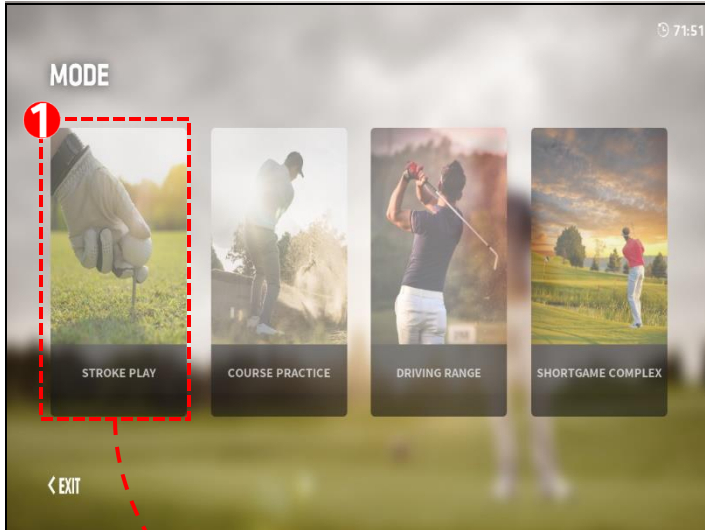 71:51
MODE
1
STROKE PLAY
COURSE PRACTICE
DRIVING RANGE
SHORTGAME COMPLEX
< EXIT